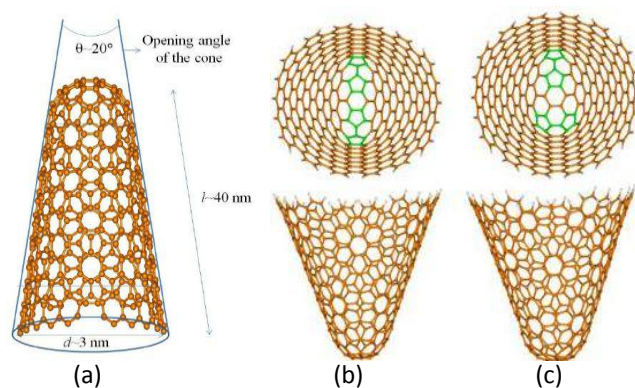 θ~20°
Opening angle
of the cone
l~40 nm
d~3 nm
(a)
(b)
(c)